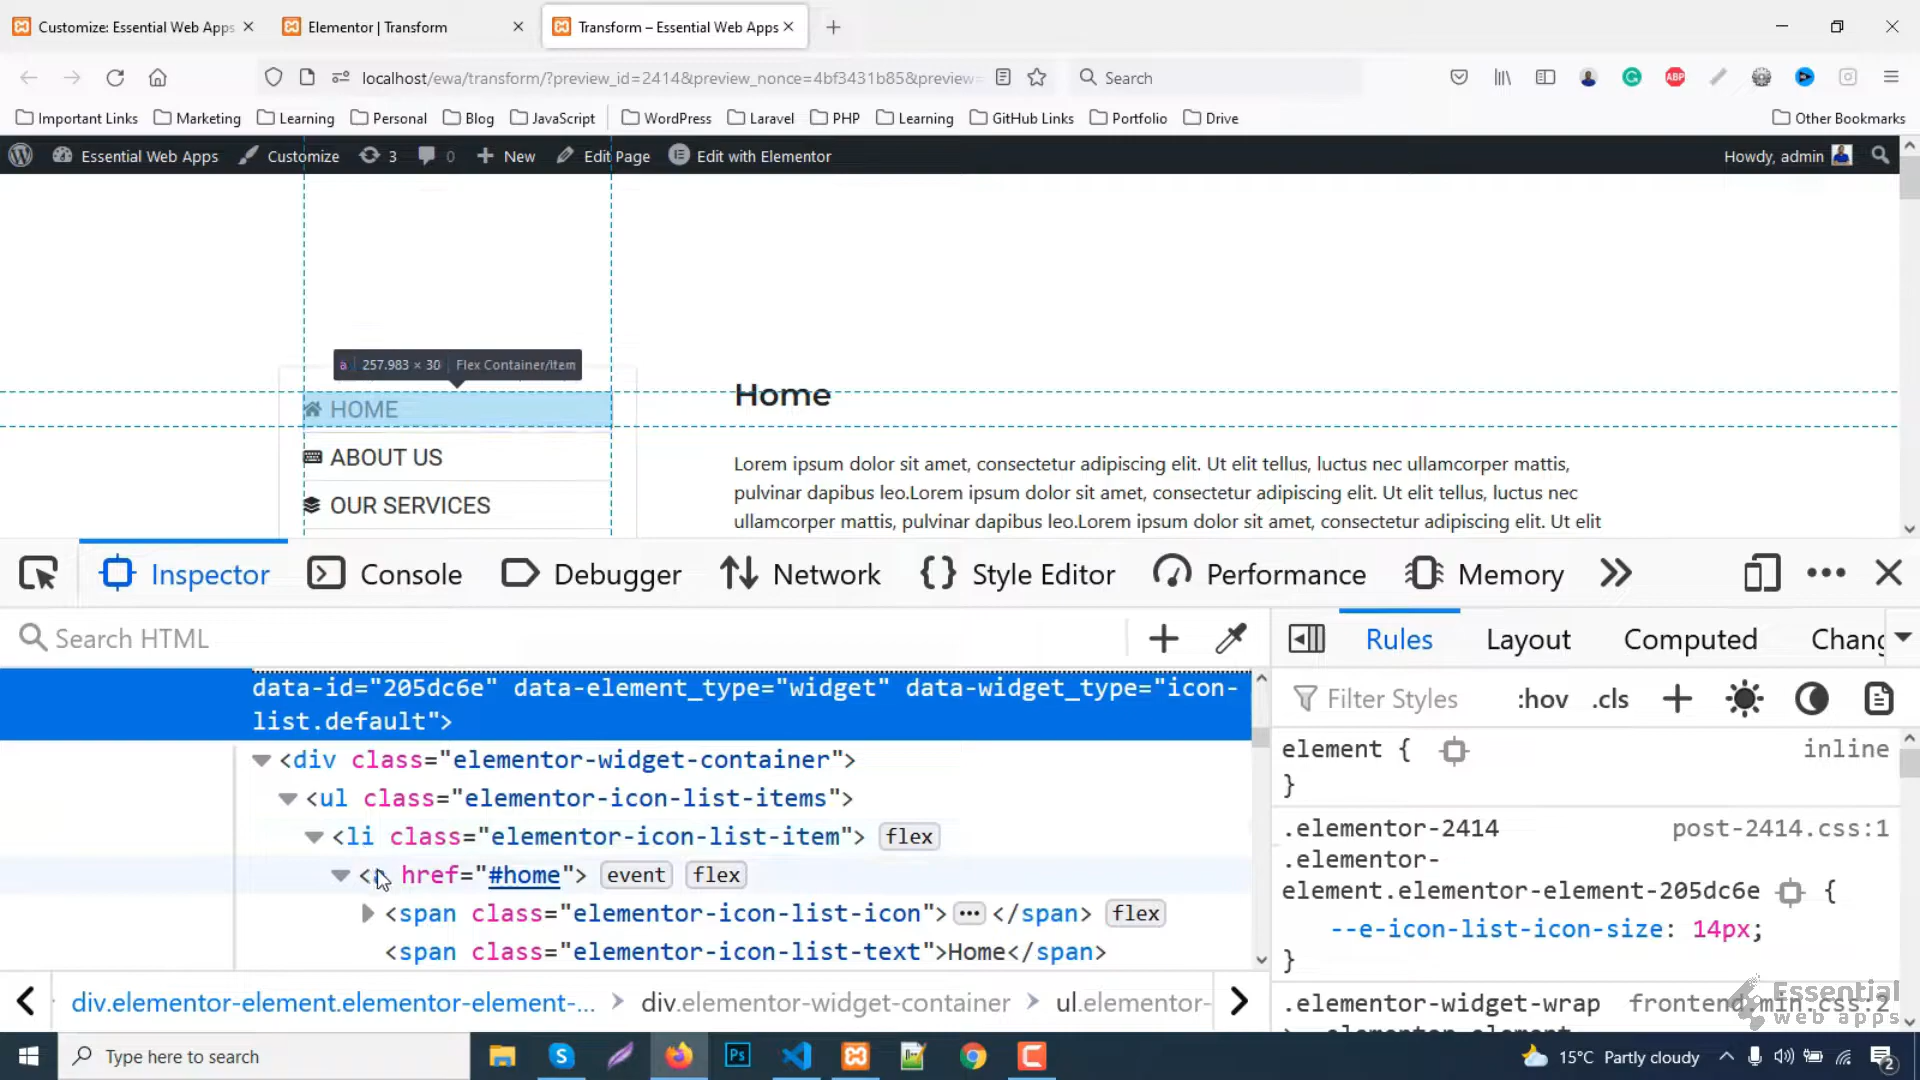 Customize: Essential Web Apps
Elementor | Transform
Transform – Essential Web Apps
localhost/ewa/transform/?preview_id=2414&preview_nonce=4bf3431b85&preview=
Search
ABP
Important Links
Marketing
Learning
Personal
Blog
JavaScript
WordPress
Laravel
PHP
Learning
GitHub Links
Portfolio
Drive
Other Bookmarks
Essential Web Apps
Customize
3
0
New
Edit Page
Edit with Elementor
Howdy, admin
a 257.983 × 30 Flex Container/Item
HOME
ABOUT US
OUR SERVICES
Home
Lorem ipsum dolor sit amet, consectetur adipiscing elit. Ut elit tellus, luctus nec ullamcorper mattis,
pulvinar dapibus leo.Lorem ipsum dolor sit amet, consectetur adipiscing elit. Ut elit tellus, luctus nec
ullamcorper mattis, pulvinar dapibus leo.Lorem ipsum dolor sit amet, consectetur adipiscing elit. Ut elit
Inspector
Console
Debugger
Network
Style Editor
Performance
Memory
Search HTML
Rules
Layout
Computed
Chang
data-id="205dc6e" data-element_type="widget" data-widget_type="icon-
list.default">
<div class="elementor-widget-container">
<ul class="elementor-icon-list-items">
<li class="elementor-icon-list-item"> flex
<a href="#home"> event flex
<span class="elementor-icon-list-icon"> ••• </span> flex
<span class="elementor-icon-list-text">Home</span>
Filter Styles
:hov
.cls
element {
inline
}
.elementor-2414
post-2414.css:1
.elementor-
element.elementor-element-205dc6e {
--e-icon-list-icon-size: 14px;
}
.elementor-widget-wrap
frontend.min.css:2
Essential
web apps
div.elementor-element.elementor-element-...
div.elementor-widget-container
ul.elementor-
Type here to search
Ps
15°C Partly cloudy
2